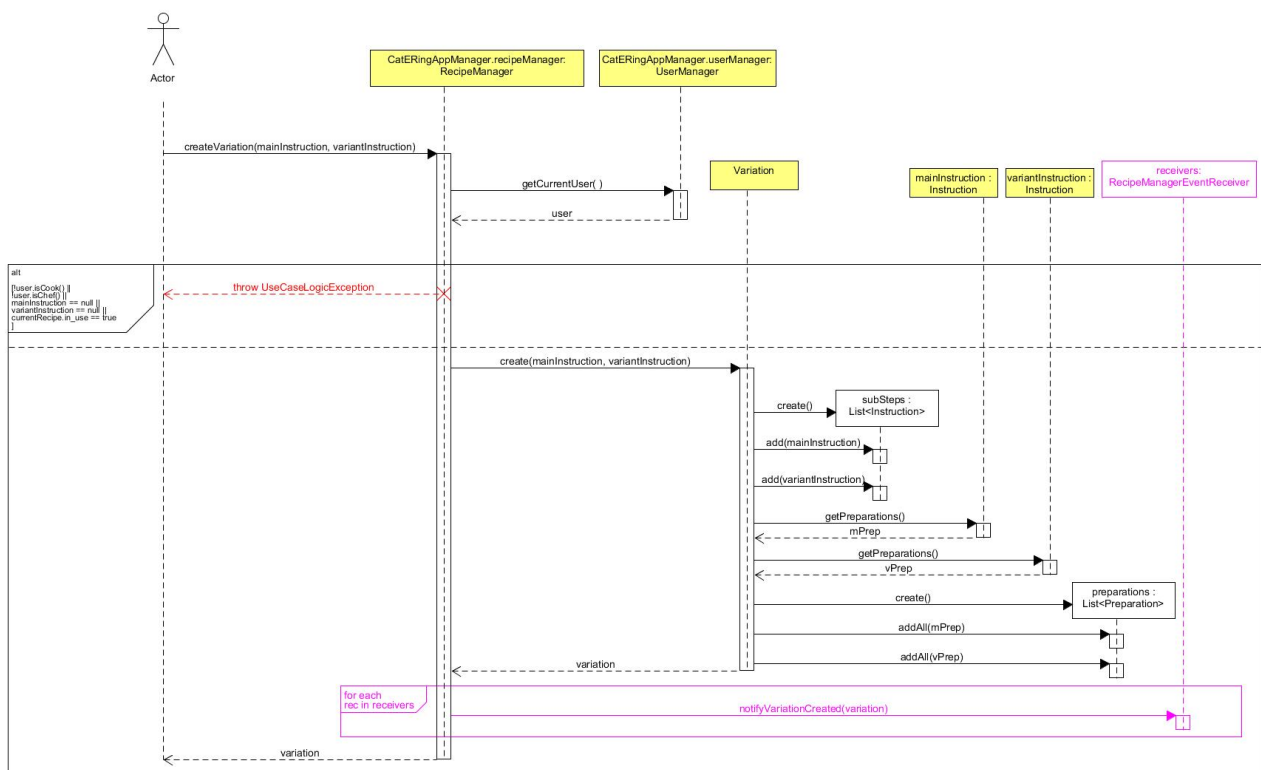 Actor
CatERingAppManager.recipeManager:
RecipeManager
CatERingAppManager.userManager:
UserManager
createVariation(mainInstruction, variantInstruction)
Variation
mainInstruction :
Instruction
variantInstruction :
Instruction
receivers:
RecipeManagerEventReceiver
getCurrentUser( )
user
alt
[!user.isCook() ||
!user.isChef() ||
mainInstruction == null ||
variantInstruction == null ||
currentRecipe.in_use == true
]
throw UseCaseLogicException
create(mainInstruction, variantInstruction)
create()
subSteps :
List<Instruction>
add(mainInstruction)
add(variantInstruction)
getPreparations()
mPrep
getPreparations()
vPrep
create()
preparations :
List<Preparation>
addAll(mPrep)
addAll(vPrep)
variation
for each
rec in receivers
notifyVariationCreated(variation)
variation